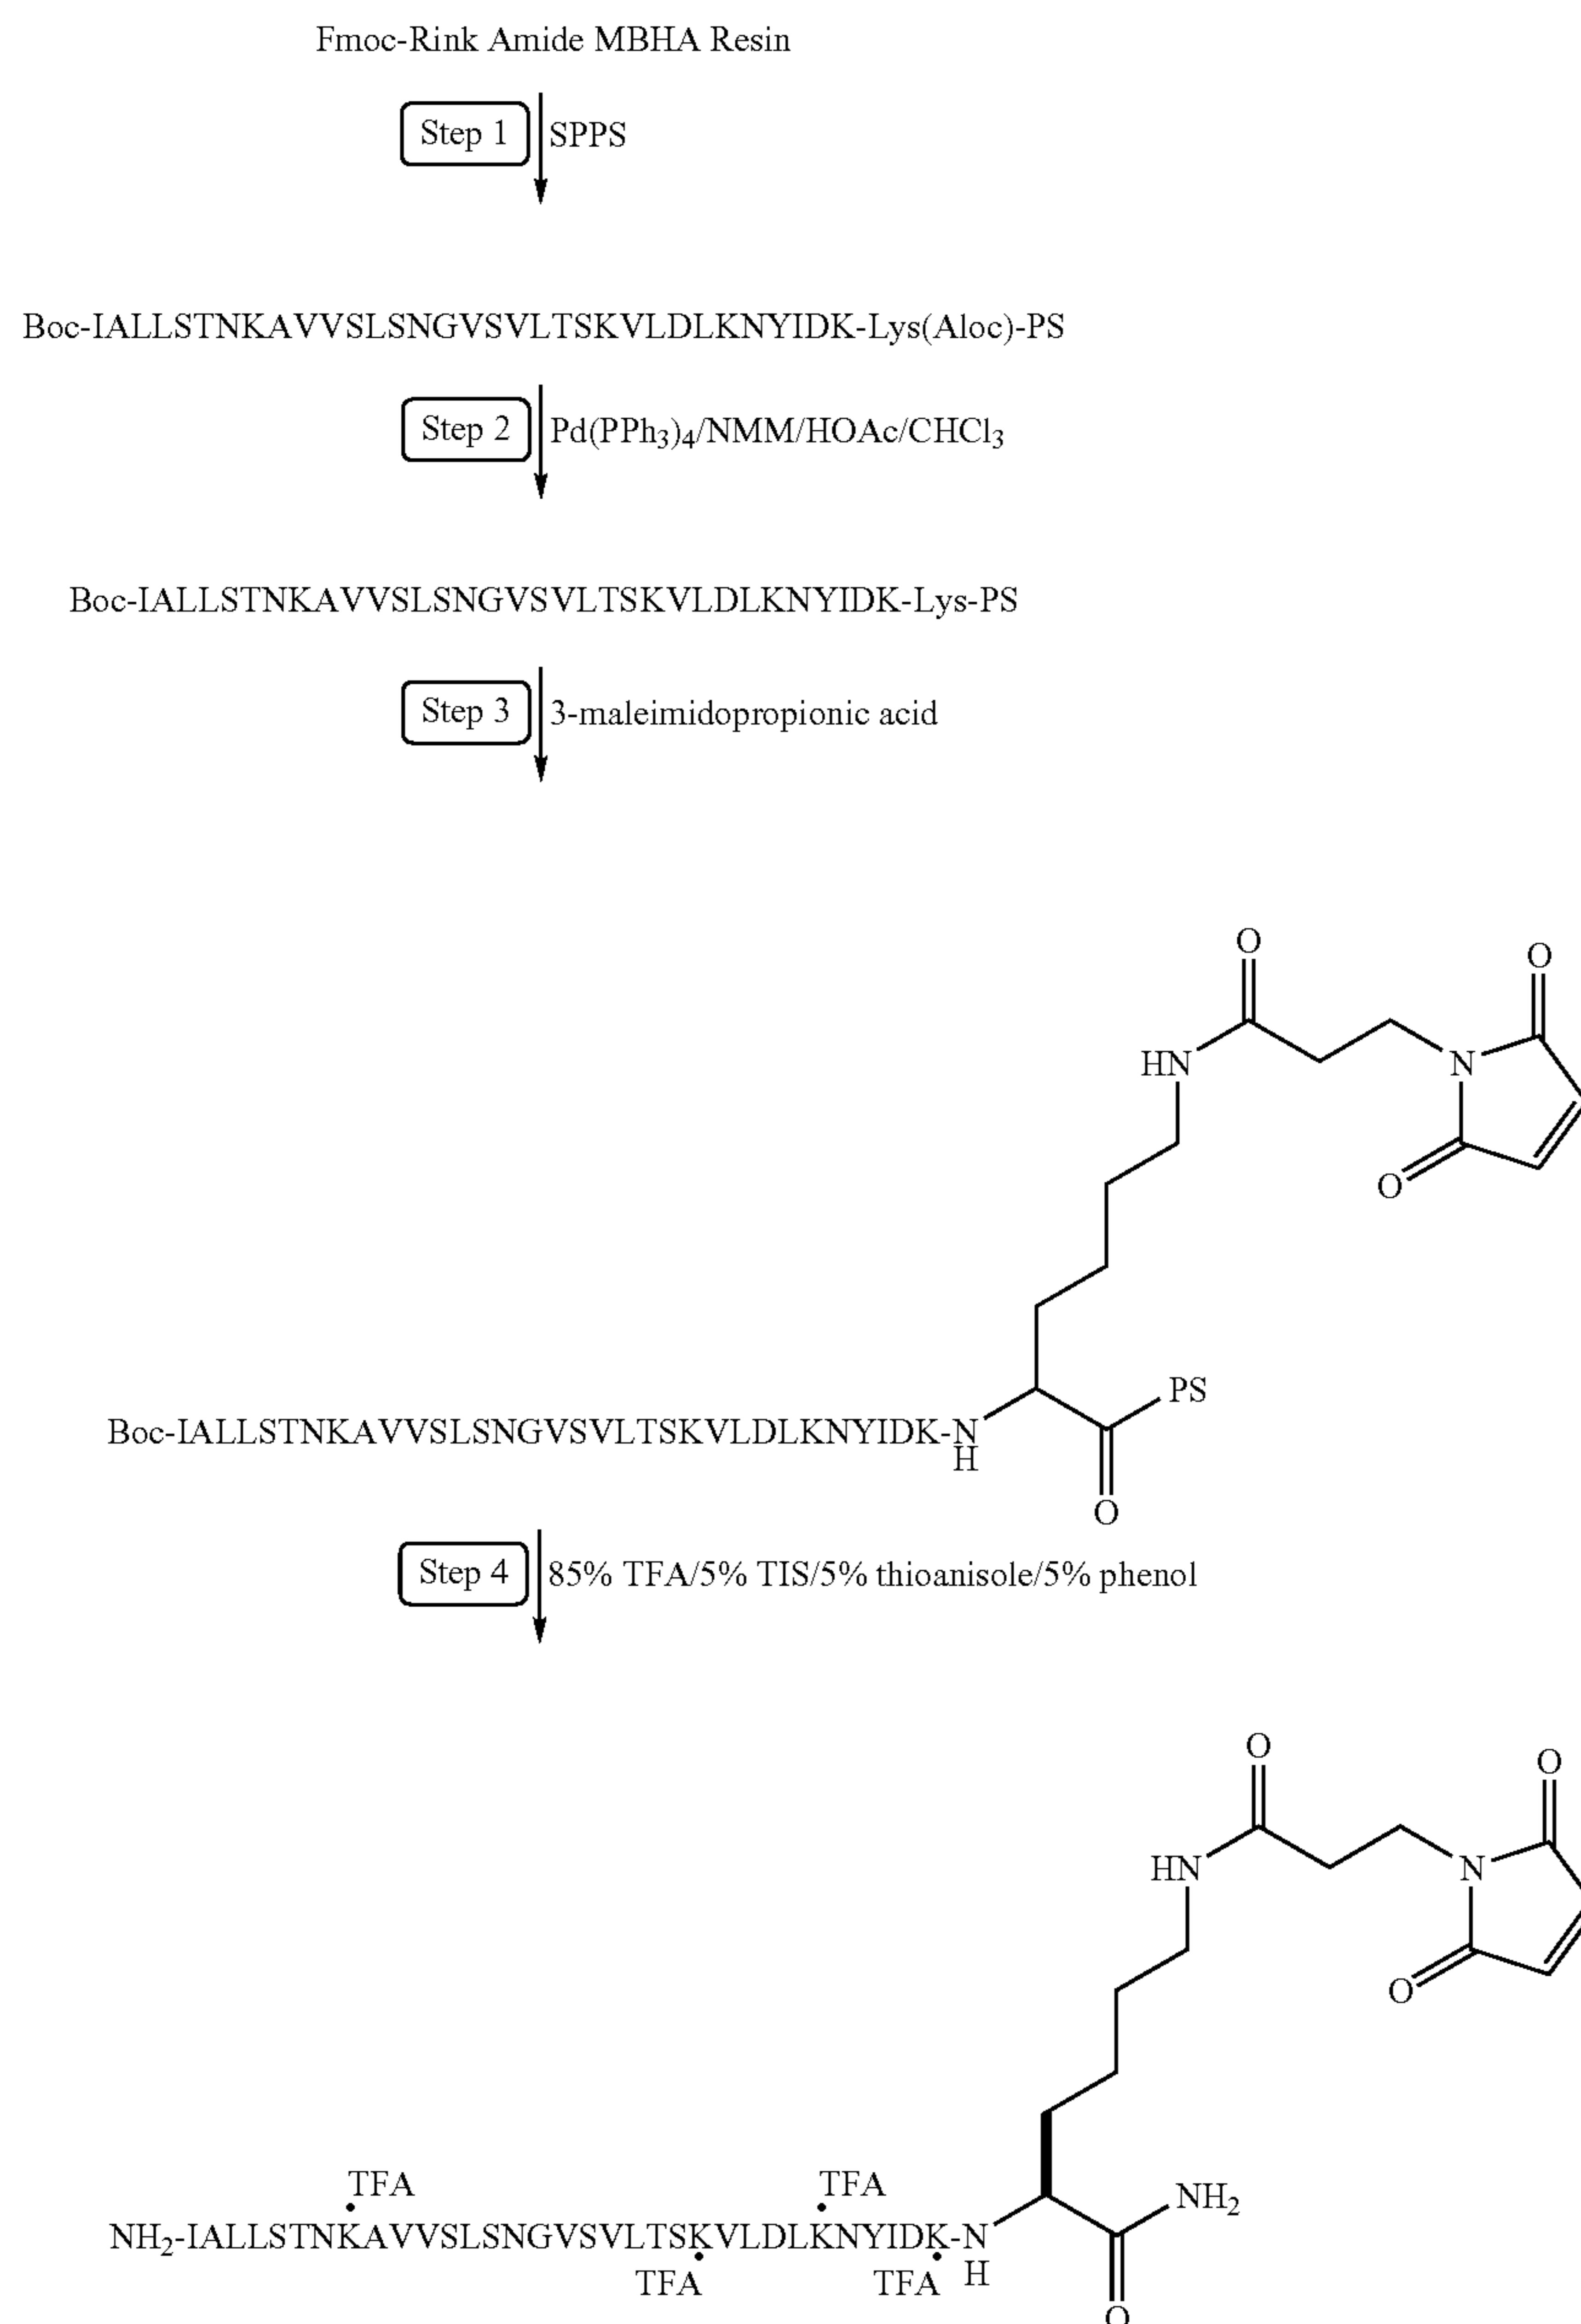 Fmoc-Rink Amide MBHA Resin
Step 1
SPPS
Boc-IALLSTNKAVVSLSNGVSVLTSKVLDLKNYIDK-Lys(Aloc)-PS
Step 2
Pd(PPh3)4/NMM/HOAc/CHCl3
Boc-IALLSTNKAVVSLSNGVSVLTSKVLDLKNYIDK-Lys-PS
Step 3
3-maleimidopropionic acid
O
O
HN
N
O
PS
Boc-IALLSTNKAVVSLSNGVSVLTSKVLDLKNYIDK-N
H
O
Step 4
85% TFA/5% TIS/5% thioanisole/5% phenol
O
O
HN
N
O
TFA
TFA
NH2
NH2-IALLSTNKAVVSLSNGVSVLTSKVLDLKNYIDK-N
H
TFA
TFA
O